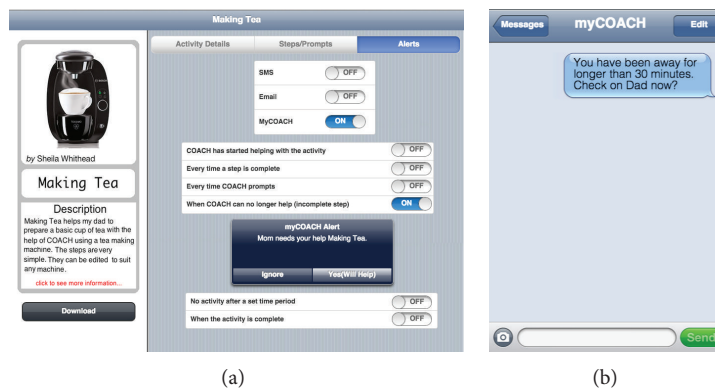 Making Tea
by Sheila Whithead
Making Tea
Description
Making Tea helps my dad to
prepare a basic cup of tea with the
help of COACH using a tea making
machine. The steps are very
simple. They can be edited to suit
any machine.
click to see more information...
Download
Activity Details
Steps/Prompts
Alerts
SMS
OFF
Email
OFF
MyCOACH
ON
COACH has started helping with the activity
OFF
Every time a step is complete
OFF
Every time COACH prompts
OFF
When COACH can no longer help (incomplete step)
ON
myCOACH Alert
Mom needs your help Making Tea.
Ignore
Yes(Will Help)
No activity after a set time period
OFF
When the activity is complete
OFF
(a)
Messages
myCOACH
Edit
You have been away for
longer than 30 minutes.
Check on Dad now?
Send
(b)